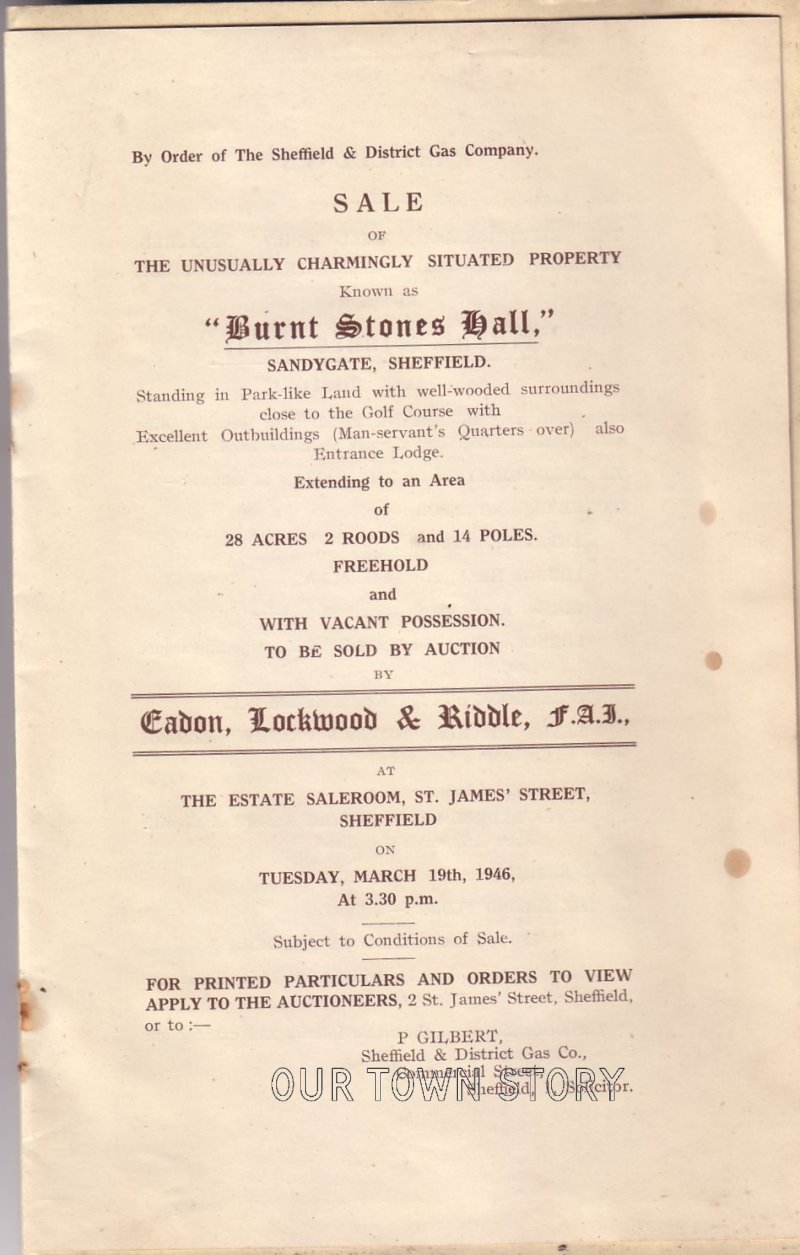 By Order of The Sheffield & District Gas Company.
SALE
OF
THE UNUSUALLY CHARMINGLY SITUATED PROPERTY
Known as
"Burnt Stones Hall,"
SANDYGATE, SHEFFIELD.
Standing in Park-like Land with well-wooded surroundings
close to the Golf Course with
Excellent Outbuildings (Man-servant's Quarters over) also
Entrance Lodge.
Extending to an Area
of
28 ACRES 2 ROODS and 14 POLES.
FREEHOLD
and
WITH VACANT POSSESSION.
TO BE SOLD BY AUCTION
BY
Eadon, Lockwood & Riddle, F.A.I.,
AT
THE ESTATE SALEROOM, ST. JAMES' STREET,
SHEFFIELD
ON
TUESDAY, MARCH 19th, 1946,
At 3.30 p.m.
Subject to Conditions of Sale.
FOR PRINTED PARTICULARS AND ORDERS TO VIEW
APPLY TO THE AUCTIONEERS, 2 St. James' Street, Sheffield,
or to :—
P GILBERT,
Sheffield & District Gas Co.,
Commercial Street,
Sheffield, Solicitor.
OUR TOWN STORY